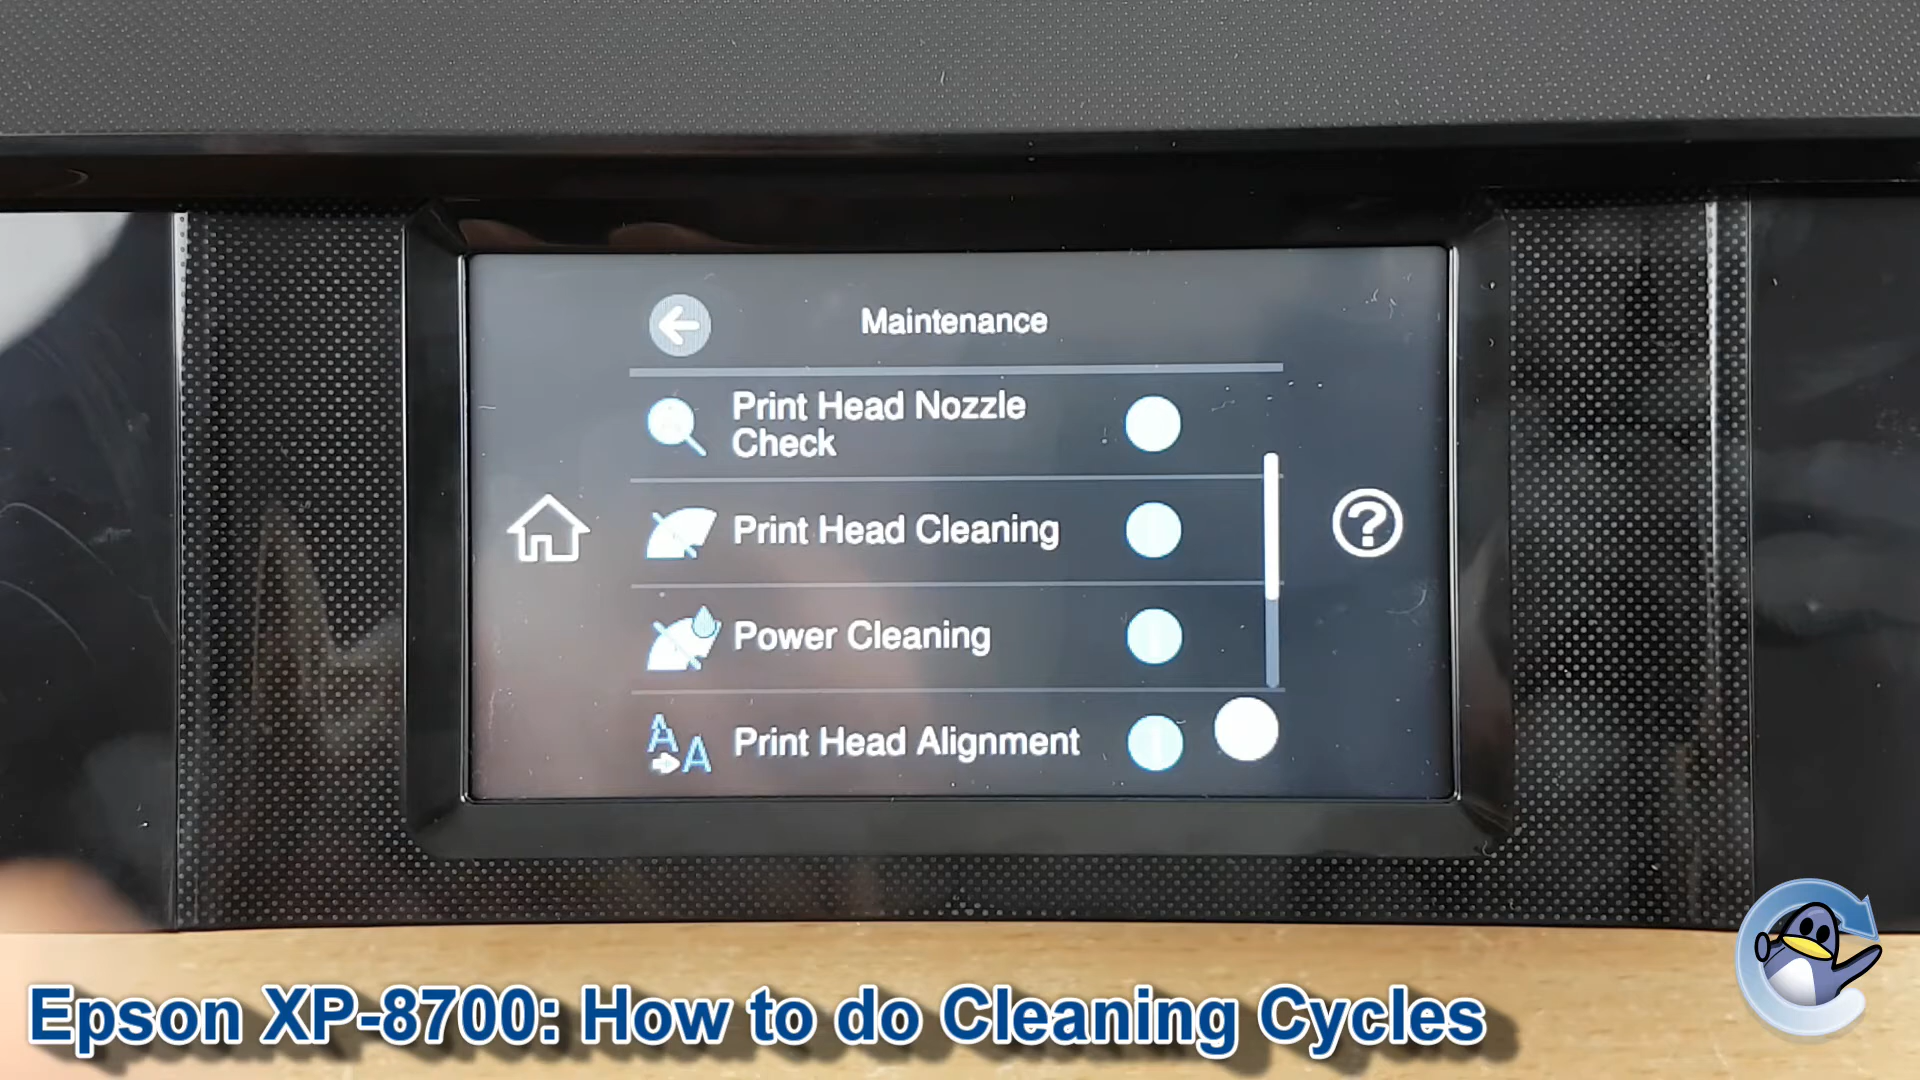 Maintenance
Print Head Nozzle
Check
Print Head Cleaning
Power Cleaning
Print Head Alignment
Epson XP-8700: How to do Cleaning Cycles